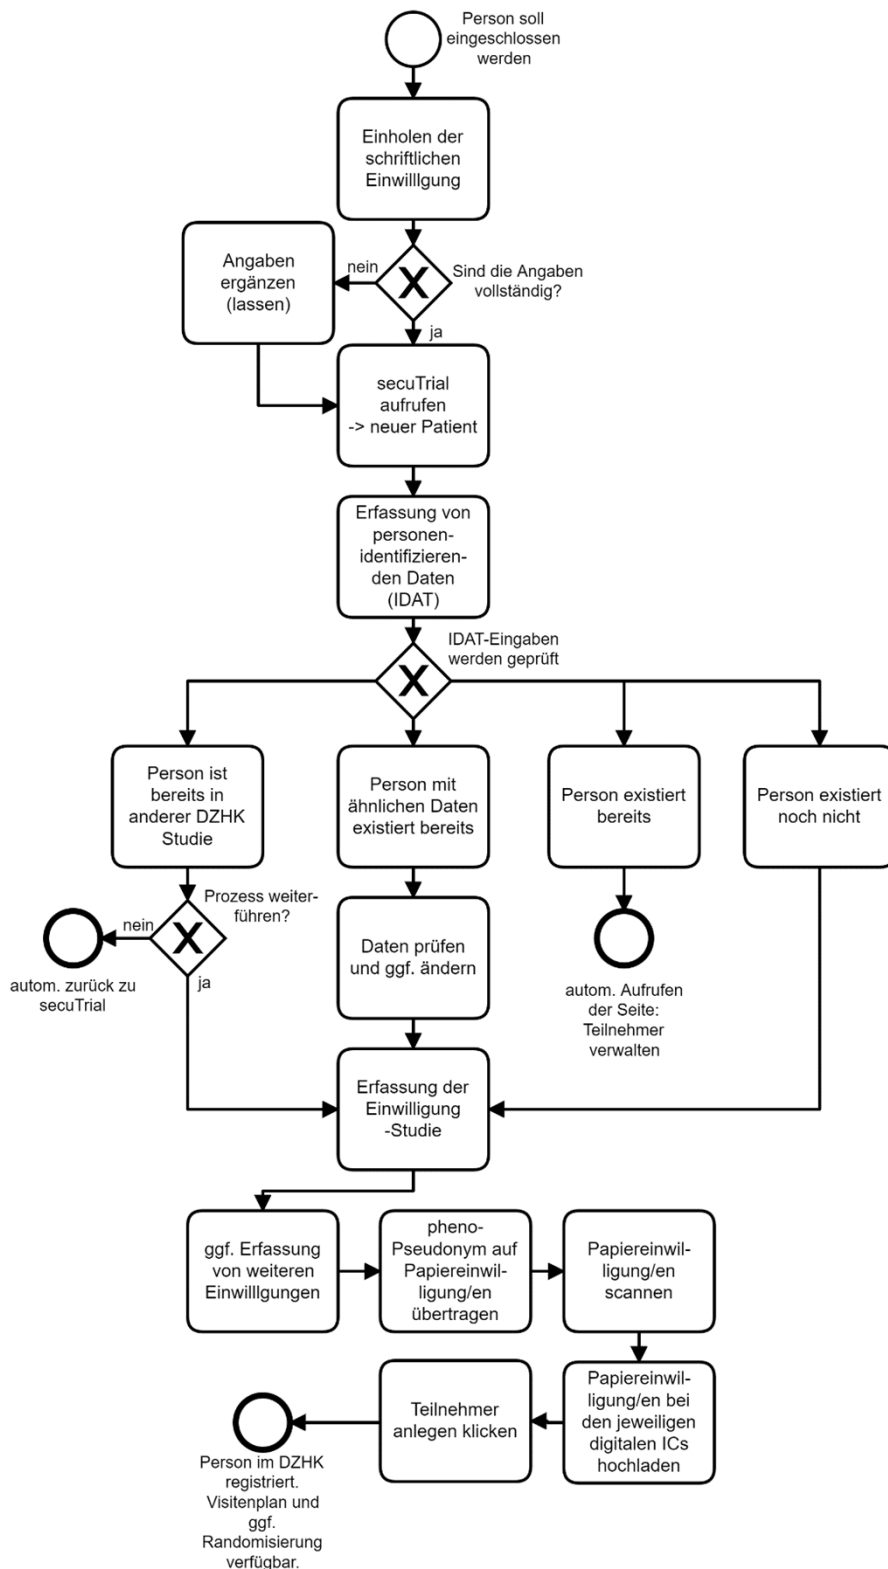 Person soll
eingeschlossen
werden
Einholen der
schriftlichen
Einwilllgung
Angaben
ergänzen
(lassen)
nein
Sind die Angaben
vollständig?
ja
secuTrial
aufrufen
-> neuer Patient
Erfassung von
personen-
identifizieren-
den Daten
(IDAT)
IDAT-Eingaben
werden geprüft
Person ist
bereits in
anderer DZHK
Studie
Person mit
ähnlichen Daten
existiert bereits
Person existiert
bereits
Person existiert
noch nicht
Prozess weiter-
führen?
nein
ja
autom. zurück zu
secuTrial
Daten prüfen
und ggf. ändern
autom. Aufrufen
der Seite:
Teilnehmer
verwalten
Erfassung der
Einwilligung
-Studie
ggf. Erfassung
von weiteren
Einwilllgungen
pheno-
Pseudonym auf
Papiereinwil-
ligung/en
übertragen
Papiereinwil-
ligung/en
scannen
Papiereinwil-
ligung/en bei
den jeweiligen
digitalen ICs
hochladen
Teilnehmer
anlegen klicken
Person im DZHK
registriert.
Visitenplan und
ggf.
Randomisierung
verfügbar.